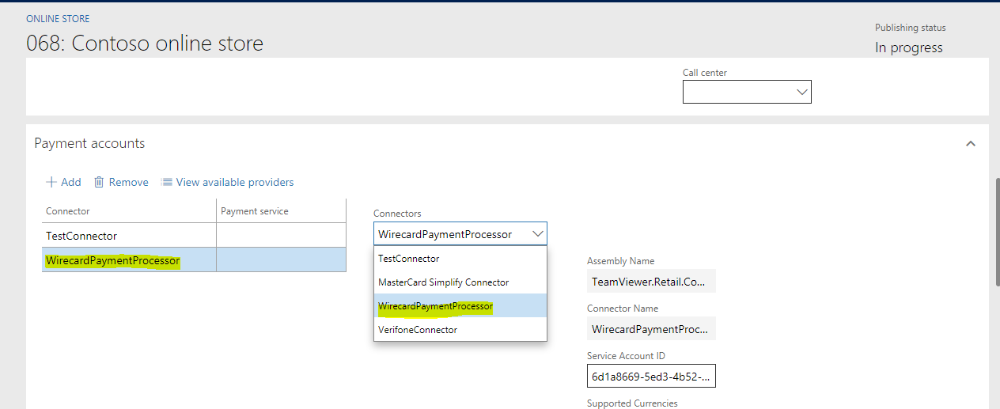 ONLINE STORE
068: Contoso online store
Publishing status
In progress
Call center
Payment accounts
Add Remove View available providers
Connector Payment service
TestConnector
WirecardPaymentProcessor
Connectors
WirecardPaymentProcessor
TestConnector
MasterCard Simplify Connector
WirecardPaymentProcessor
VerifoneConnector
Assembly Name
TeamViewer.Retail.Co...
Connector Name
WirecardPaymentProc...
Service Account ID
6d1a8669-5ed3-4b52-...
Supported Currencies